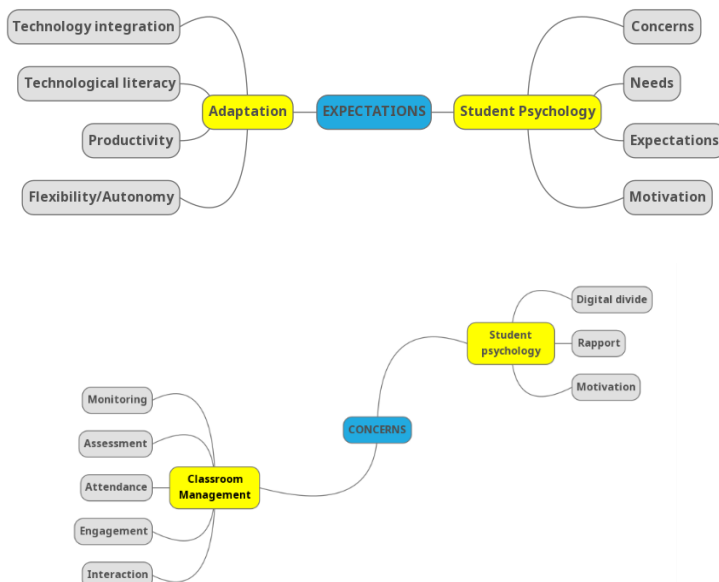 Technology integration
Technological literacy
Productivity
Flexibility/Autonomy
Adaptation
EXPECTATIONS
Student Psychology
Concerns
Needs
Expectations
Motivation
Digital divide
Student
psychology
Rapport
Motivation
CONCERNS
Monitoring
Assessment
Attendance
Engagement
Interaction
Classroom
Management